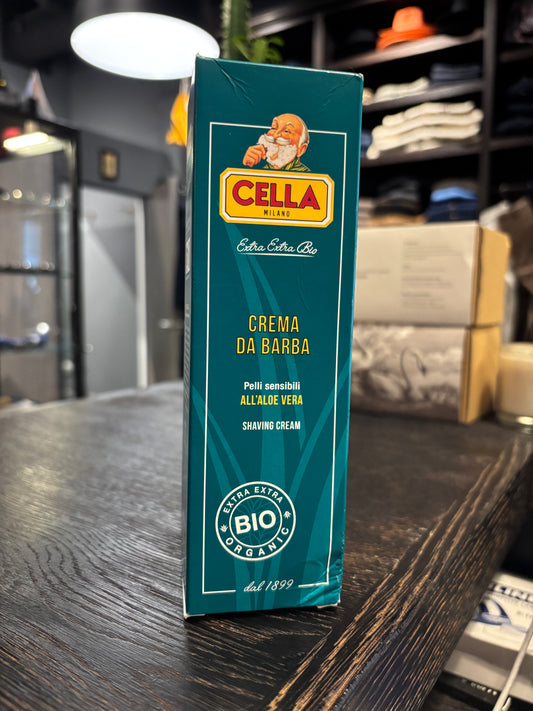 CELLA
MILANO
Extra Extra Bio
CREMA
DA BARBA
Pelli sensibili
ALL'ALOE VERA
SHAVING CREAM
EXTRA EXTRA
BIO
ORGANIC
dal 1899